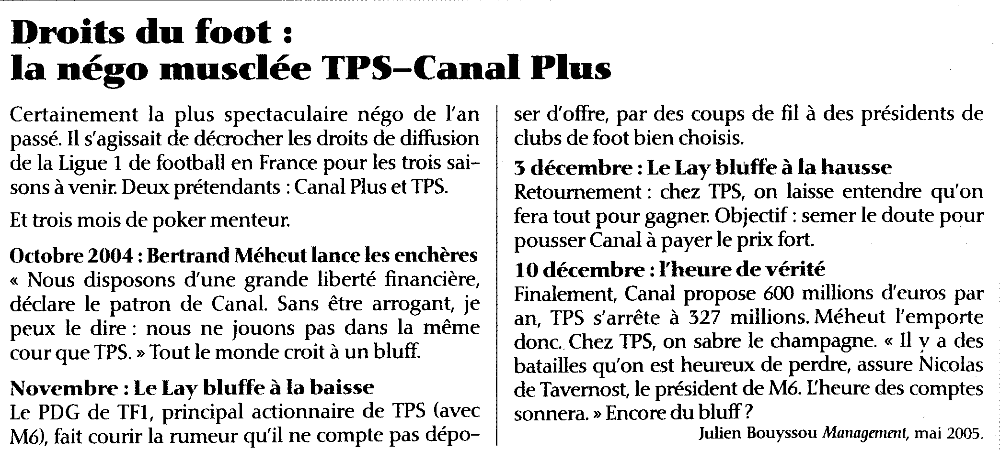 Droits du foot :
la négo musclée TPS–Canal Plus
Certainement la plus spectaculaire négo de l'an
passé. Il s'agissait de décrocher les droits de diffusion
de la Ligue 1 de football en France pour les trois sai-
sons à venir. Deux prétendants : Canal Plus et TPS.
Et trois mois de poker menteur.
Octobre 2004 : Bertrand Méheut lance les enchères
« Nous disposons d'une grande liberté financière,
déclare le patron de Canal. Sans être arrogant, je
peux le dire : nous ne jouons pas dans la même
cour que TPS. » Tout le monde croit à un bluff.
Novembre : Le Lay bluffe à la baisse
Le PDG de TF1, principal actionnaire de TPS (avec
M6), fait courir la rumeur qu'il ne compte pas dépo-
ser d'offre, par des coups de fil à des présidents de
clubs de foot bien choisis.
3 décembre : Le Lay bluffe à la hausse
Retournement : chez TPS, on laisse entendre qu'on
fera tout pour gagner. Objectif : semer le doute pour
pousser Canal à payer le prix fort.
10 décembre : l'heure de vérité
Finalement, Canal propose 600 millions d'euros par
an, TPS s'arrête à 327 millions. Méheut l'emporte
donc. Chez TPS, on sabre le champagne. « Il y a des
batailles qu'on est heureux de perdre, assure Nicolas
de Tavernost, le président de M6. L'heure des comptes
sonnera. » Encore du bluff ?
Julien Bouyssou Management, mai 2005.